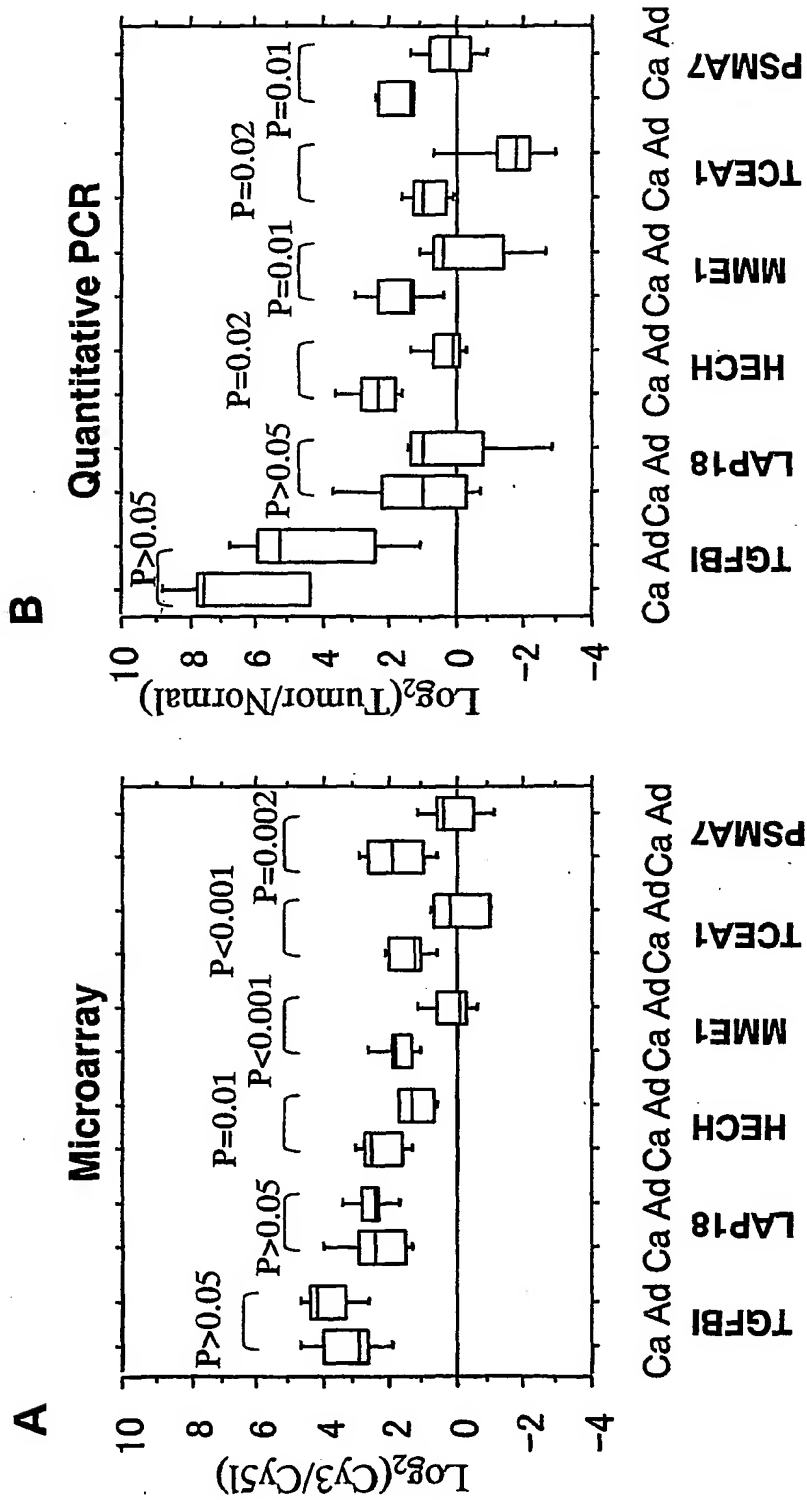 A
Microarray
Log₂(Cy3/Cy5l)
10
8
6
4
2
0
−2
−4
P>0.05
P>0.05
P=0.01
P<0.001
P<0.001
P=0.002
Ca Ad Ca Ad Ca Ad Ca Ad Ca Ad Ca Ad
TGFBI LAP18 HECH MME1 TCEA1 PSMA7
B
Quantitative PCR
Log₂(Tumor/Normal)
10
8
6
4
2
0
−2
−4
P>0.05
P>0.05
P=0.02
P=0.01
P=0.02
P=0.01
Ca Ad Ca Ad Ca Ad Ca Ad Ca Ad Ca Ad
TGFBI LAP18 HECH MME1 TCEA1 PSMA7